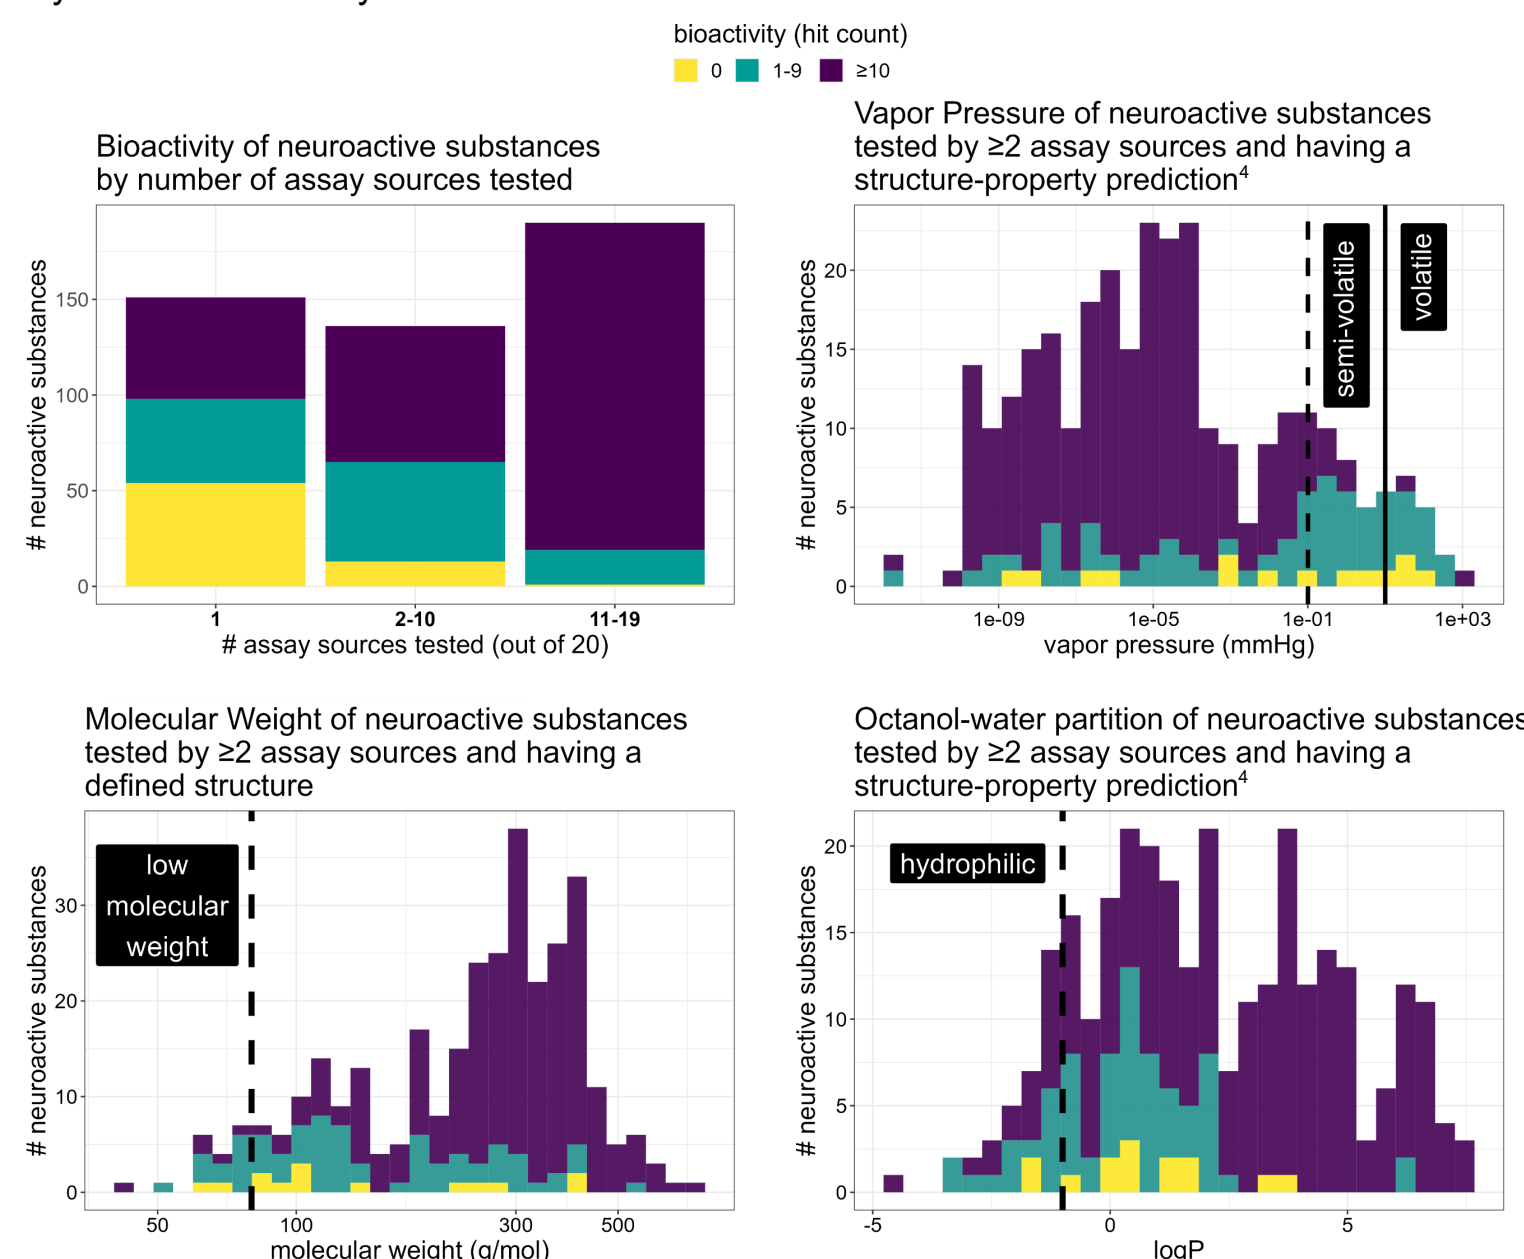 bioactivity (hit count)
0 1-9 ≥10
Bioactivity of neuroactive substances
by number of assay sources tested
# neuroactive substances
150
100
50
0
1 2-10 11-19
# assay sources tested (out of 20)
Vapor Pressure of neuroactive substances
tested by ≥2 assay sources and having a
structure-property prediction⁴
# neuroactive substances
20
15
10
5
0
semi-volatile
volatile
1e-09 1e-05 1e-01 1e+03
vapor pressure (mmHg)
Molecular Weight of neuroactive substances
tested by ≥2 assay sources and having a
defined structure
# neuroactive substances
30
20
10
0
low
molecular
weight
50 100 300 500
molecular weight (g/mol)
Octanol-water partition of neuroactive substances
tested by ≥2 assay sources and having a
structure-property prediction⁴
# neuroactive substances
20
15
10
5
0
hydrophilic
-5 0 5
logP